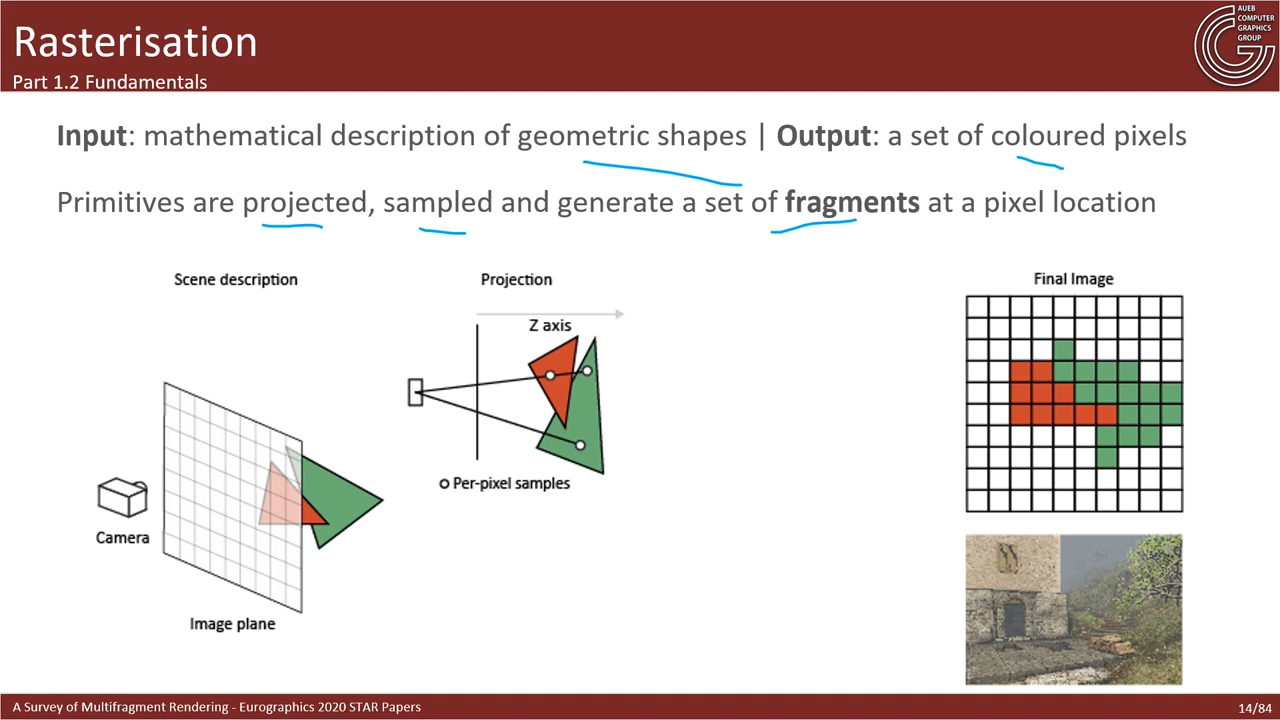 Rasterisation
Part 1.2 Fundamentals
AUEB
COMPUTER
GRAPHICS
GROUP
Input: mathematical description of geometric shapes | Output: a set of coloured pixels
Primitives are projected, sampled and generate a set of fragments at a pixel location
Scene description
Projection
Final Image
Z axis
Per-pixel samples
Camera
Image plane
A Survey of Multifragment Rendering - Eurographics 2020 STAR Papers
14/84